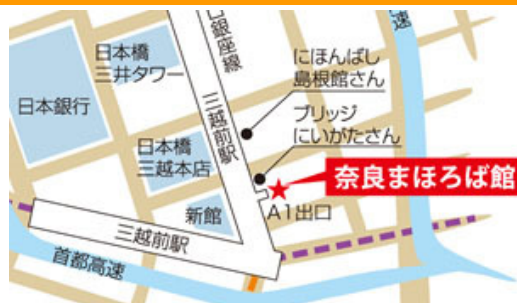 日本橋
三井タワー
口銀座線
速
にほんばし
島根館さん
日本銀行
三越前駅
ブリッジ
にいがたさん
日本橋
三越本店
奈良まほろば館
新館
A1出口
三越前駅
首都高速